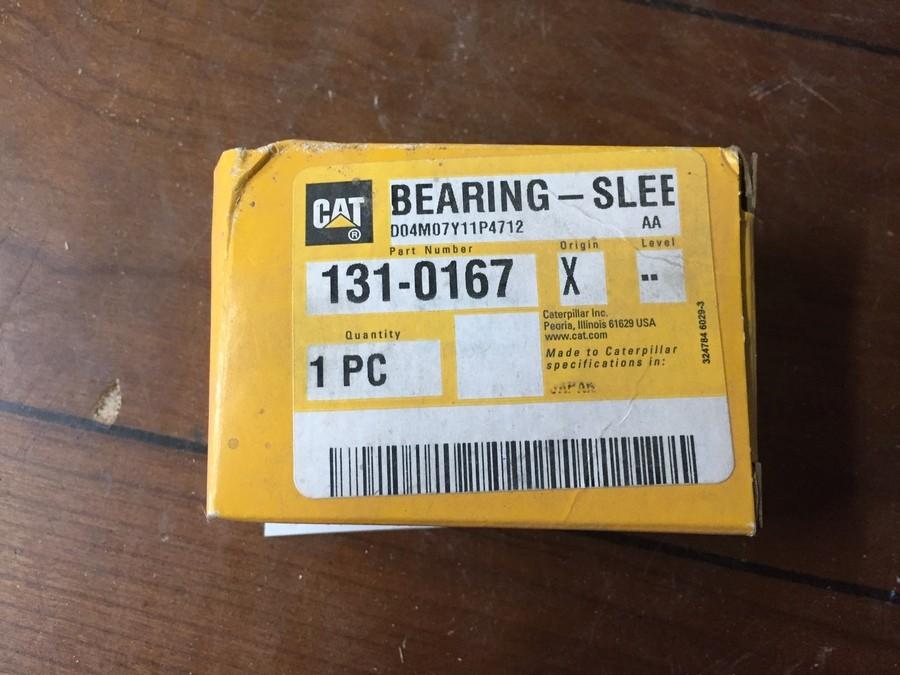 CAT ®
BEARING – SLEE
D04M07Y11P4712
AA
Part Number
Origin
Level
131-0167
X
--
Quantity
1 PC
Caterpillar Inc.
Peoria, Illinois 61629 USA
www.cat.com
Made to Caterpillar
specifications in:
JAPAN
324784 6029-3